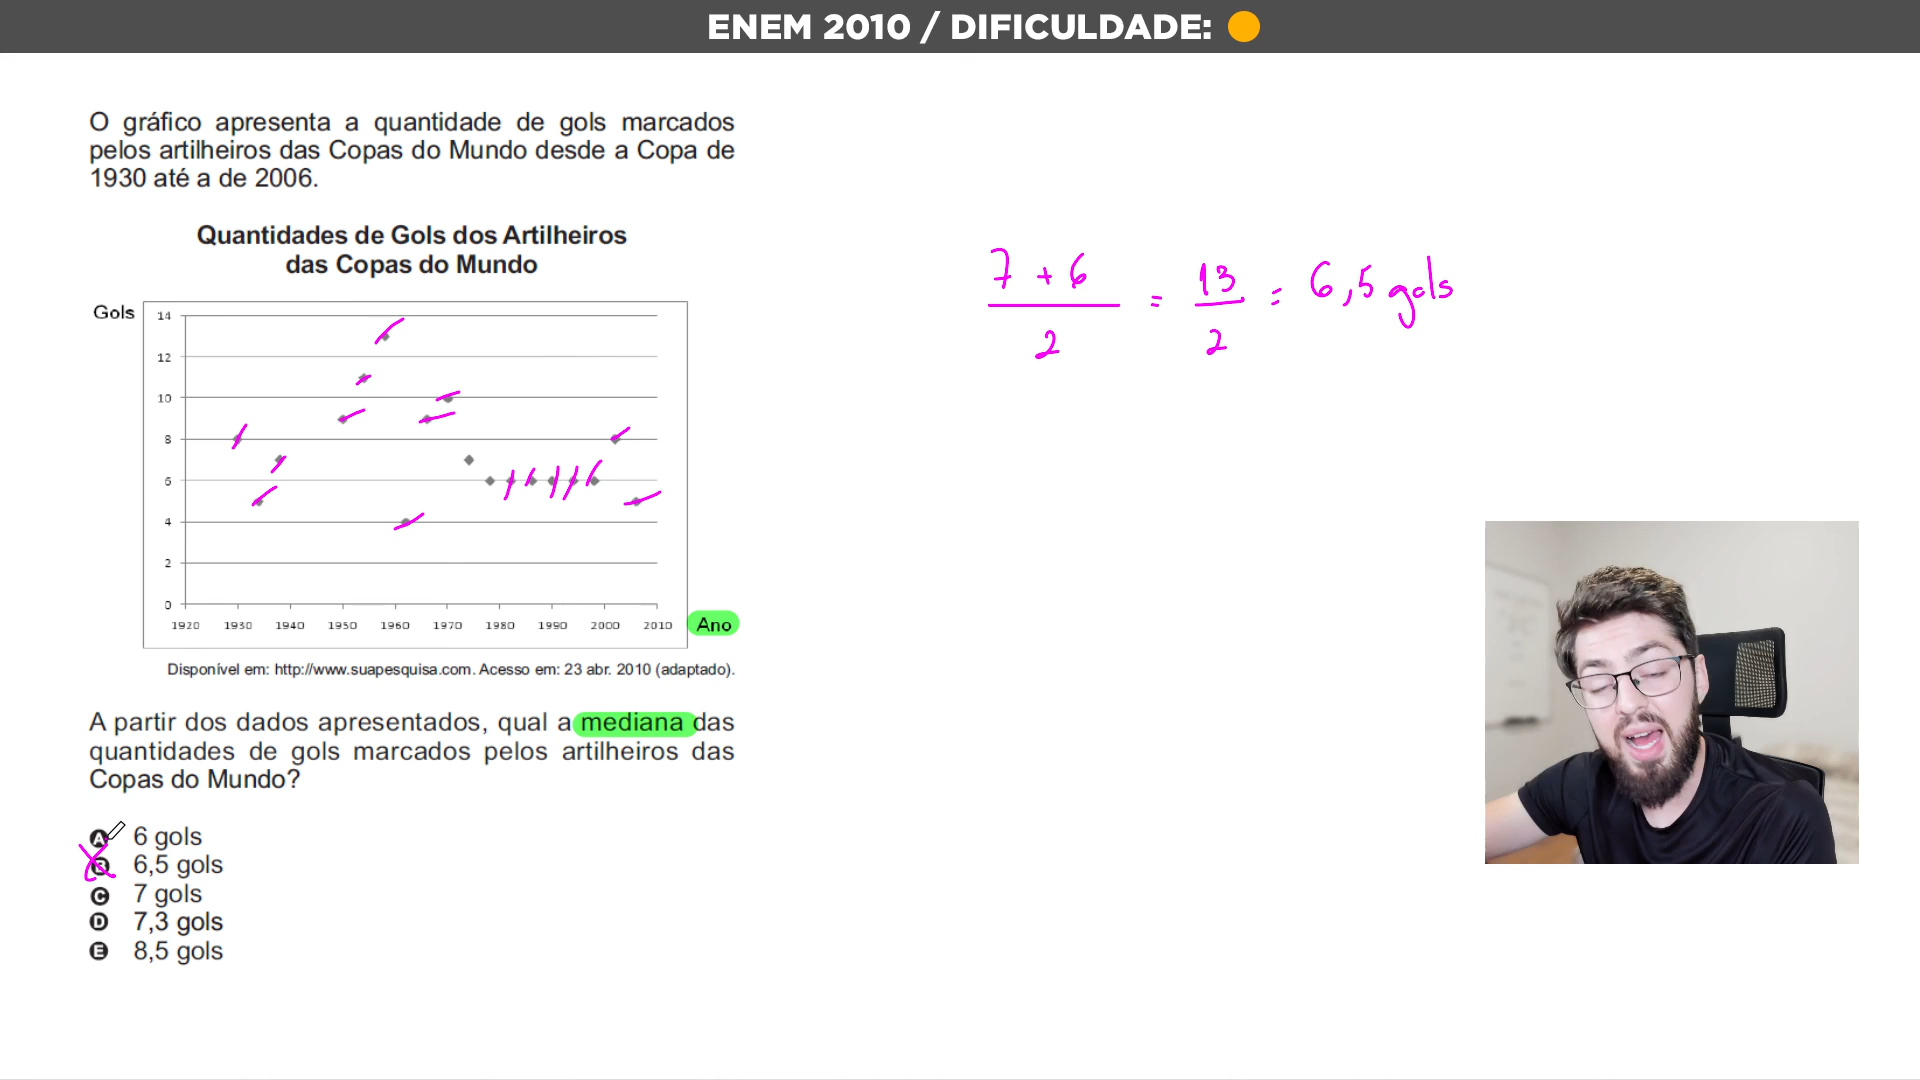 ENEM 2010 / DIFICULDADE:
O gráfico apresenta a quantidade de gols marcados
pelos artilheiros das Copas do Mundo desde a Copa de
1930 até a de 2006.
Quantidades de Gols dos Artilheiros
das Copas do Mundo
Gols
14
12
10
8
6
4
2
0
1920 1930 1940 1950 1960 1970 1980 1990 2000 2010
Ano
Disponível em: http://www.suapesquisa.com. Acesso em: 23 abr. 2010 (adaptado).
A partir dos dados apresentados, qual a mediana das
quantidades de gols marcados pelos artilheiros das
Copas do Mundo?
A 6 gols
B 6,5 gols
C 7 gols
D 7,3 gols
E 8,5 gols
7 + 6 / 2 = 13 / 2 = 6,5 gols